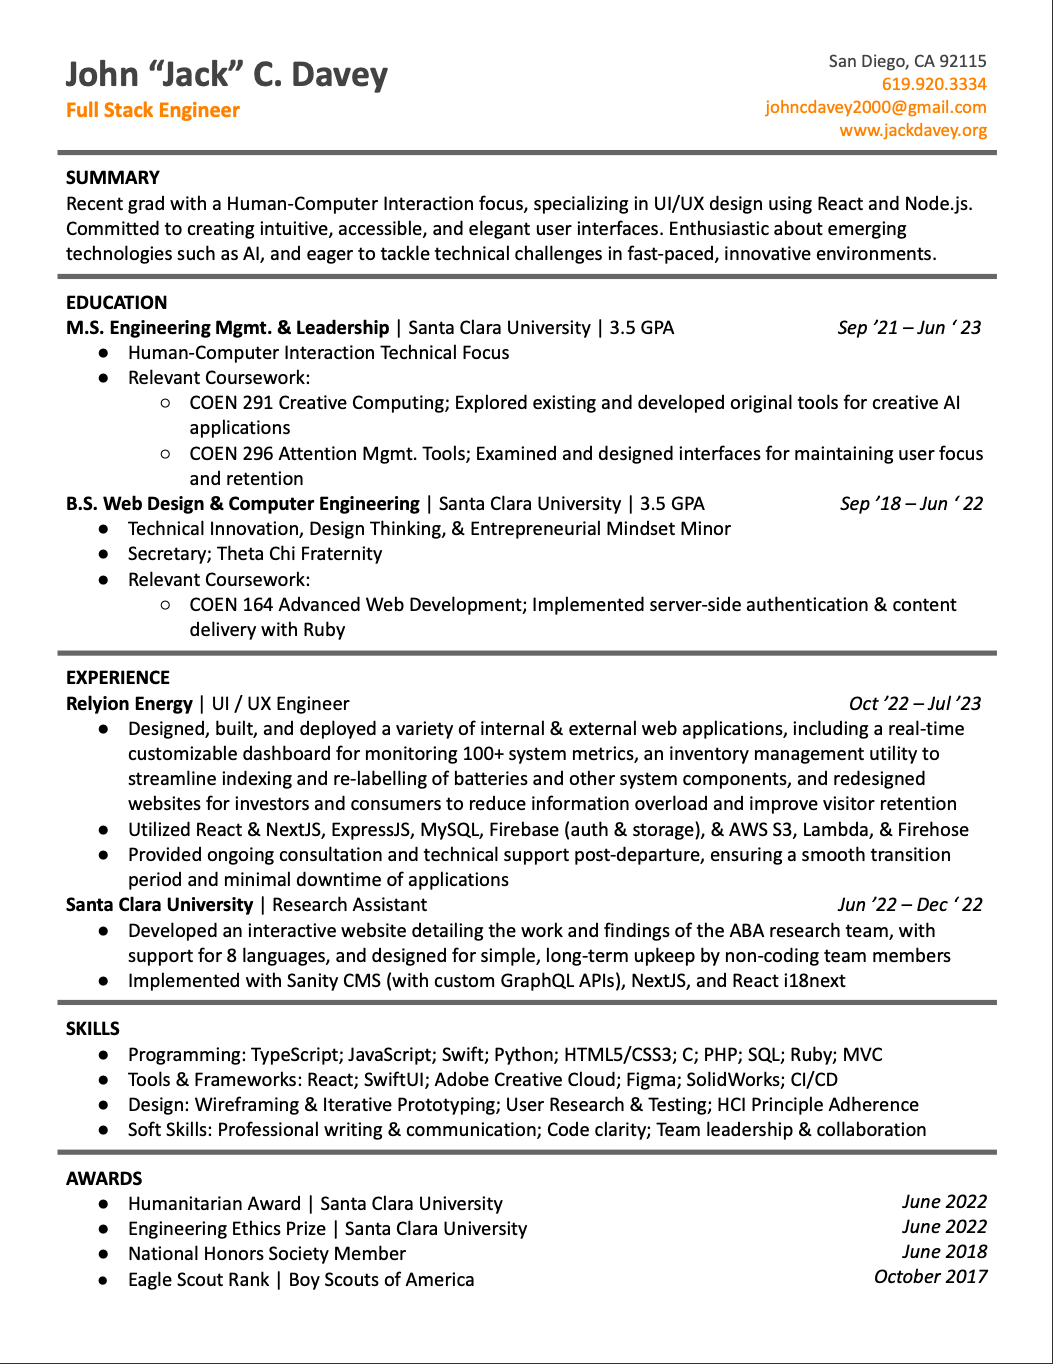 John “Jack” C. Davey
Full Stack Engineer
San Diego, CA 92115
619.920.3334
johncdavey2000@gmail.com
www.jackdavey.org
SUMMARY
Recent grad with a Human-Computer Interaction focus, specializing in UI/UX design using React and Node.js.
Committed to creating intuitive, accessible, and elegant user interfaces. Enthusiastic about emerging
technologies such as AI, and eager to tackle technical challenges in fast-paced, innovative environments.
EDUCATION
M.S. Engineering Mgmt. & Leadership | Santa Clara University | 3.5 GPA Sep ’21 – Jun ‘ 23
● Human-Computer Interaction Technical Focus
● Relevant Coursework:
○ COEN 291 Creative Computing; Explored existing and developed original tools for creative AI
applications
○ COEN 296 Attention Mgmt. Tools; Examined and designed interfaces for maintaining user focus
and retention
B.S. Web Design & Computer Engineering | Santa Clara University | 3.5 GPA Sep ’18 – Jun ‘ 22
● Technical Innovation, Design Thinking, & Entrepreneurial Mindset Minor
● Secretary; Theta Chi Fraternity
● Relevant Coursework:
○ COEN 164 Advanced Web Development; Implemented server-side authentication & content
delivery with Ruby
EXPERIENCE
Relyion Energy | UI / UX Engineer Oct ’22 – Jul ’23
● Designed, built, and deployed a variety of internal & external web applications, including a real-time
customizable dashboard for monitoring 100+ system metrics, an inventory management utility to
streamline indexing and re-labelling of batteries and other system components, and redesigned
websites for investors and consumers to reduce information overload and improve visitor retention
● Utilized React & NextJS, ExpressJS, MySQL, Firebase (auth & storage), & AWS S3, Lambda, & Firehose
● Provided ongoing consultation and technical support post-departure, ensuring a smooth transition
period and minimal downtime of applications
Santa Clara University | Research Assistant Jun ’22 – Dec ‘ 22
● Developed an interactive website detailing the work and findings of the ABA research team, with
support for 8 languages, and designed for simple, long-term upkeep by non-coding team members
● Implemented with Sanity CMS (with custom GraphQL APIs), NextJS, and React i18next
SKILLS
● Programming: TypeScript; JavaScript; Swift; Python; HTML5/CSS3; C; PHP; SQL; Ruby; MVC
● Tools & Frameworks: React; SwiftUI; Adobe Creative Cloud; Figma; SolidWorks; CI/CD
● Design: Wireframing & Iterative Prototyping; User Research & Testing; HCI Principle Adherence
● Soft Skills: Professional writing & communication; Code clarity; Team leadership & collaboration
AWARDS
● Humanitarian Award | Santa Clara University June 2022
● Engineering Ethics Prize | Santa Clara University June 2022
● National Honors Society Member June 2018
● Eagle Scout Rank | Boy Scouts of America October 2017